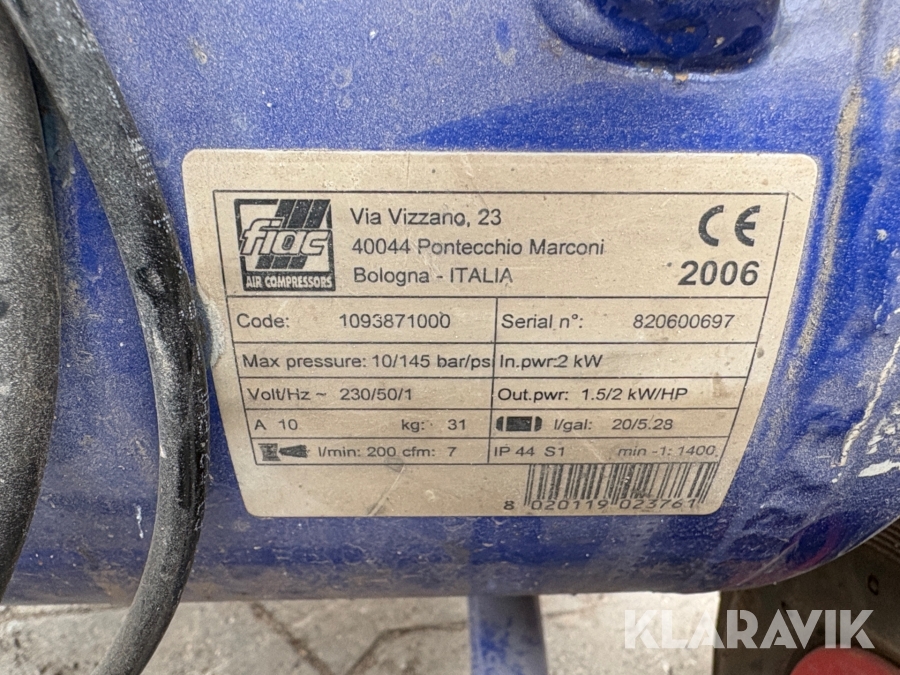 fiac
AIR COMPRESSORS
Via Vizzano, 23
40044 Pontecchio Marconi
Bologna - ITALIA
CE
2006
Code: 1093871000
Serial n°: 820600697
Max pressure: 10/145 bar/psi
In.pwr:2 kW
Volt/Hz ~ 230/50/1
Out.pwr: 1.5/2 kW/HP
A 10 kg: 31
l/gal: 20/5.28
l/min: 200 cfm: 7
IP 44 S1 min -1: 1400
8 020119 023761
KLARAVIK